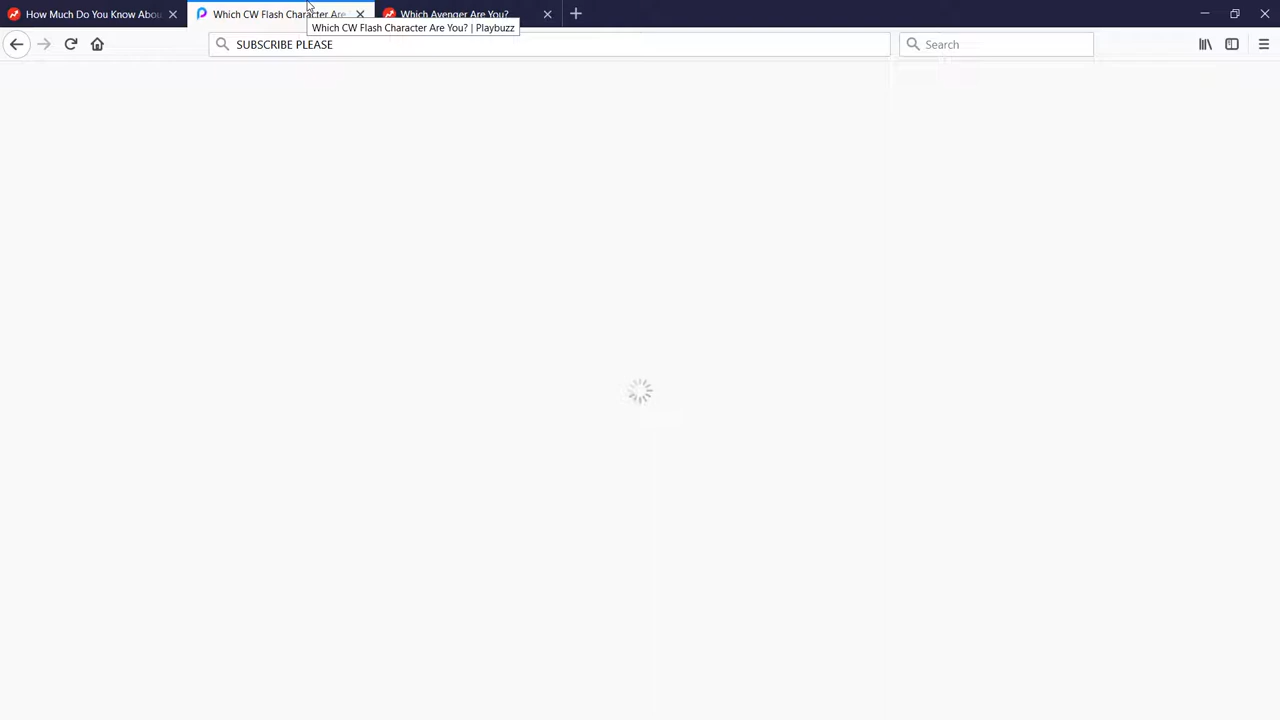 How Much Do You Know Abou
Which CW Flash Character Are
Which Avenger Are You?
Which CW Flash Character Are You? | Playbuzz
SUBSCRIBE PLEASE
Search